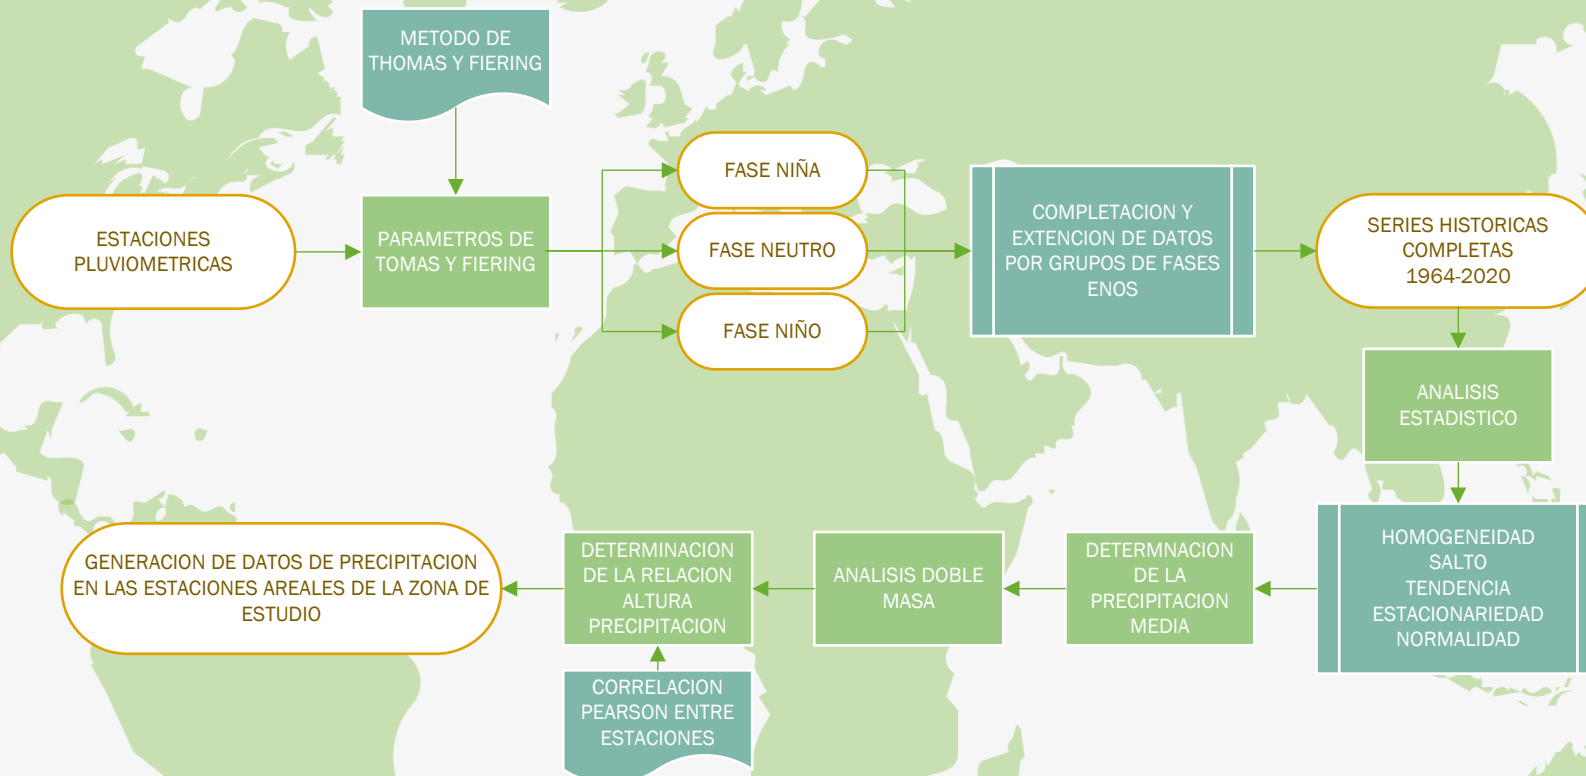 METODO DE
THOMAS Y FIERING
ESTACIONES
PLUVIOMETRICAS
PARAMETROS DE
TOMAS Y FIERING
FASE NIÑA
FASE NEUTRO
FASE NIÑO
COMPLETACION Y
EXTENCION DE DATOS
POR GRUPOS DE FASES
ENOS
SERIES HISTORICAS
COMPLETAS
1964-2020
ANALISIS
ESTADISTICO
HOMOGENEIDAD
SALTO
TENDENCIA
ESTACIONARIEDAD
NORMALIDAD
DETERMNACION
DE LA
PRECIPITACION
MEDIA
ANALISIS DOBLE
MASA
DETERMINACION
DE LA RELACION
ALTURA
PRECIPITACION
CORRELACION
PEARSON ENTRE
ESTACIONES
GENERACION DE DATOS DE PRECIPITACION
EN LAS ESTACIONES AREALES DE LA ZONA DE
ESTUDIO